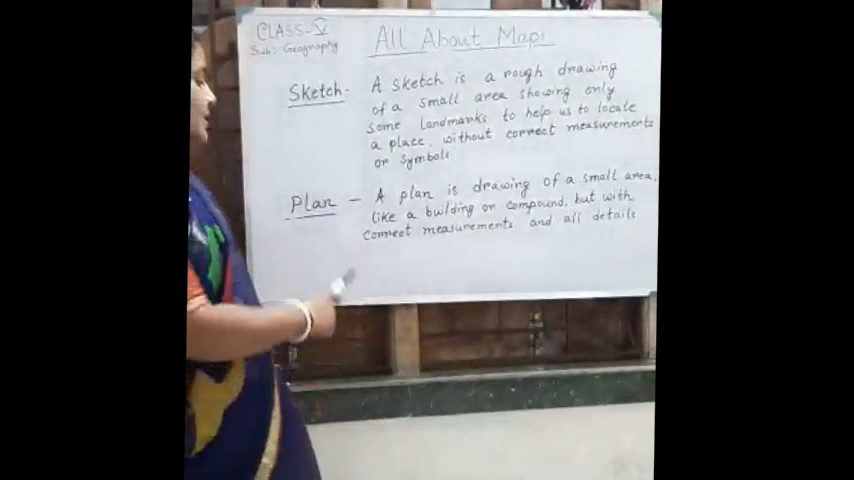 CLASS-V
Sub: Geography
All About Maps
Sketch - A sketch is a rough drawing
of a small area showing only
some landmarks to help us to locate
a place, without correct measurements
or symbols
Plan - A plan is drawing of a small area,
like a building or compound, but with
correct measurements and all details